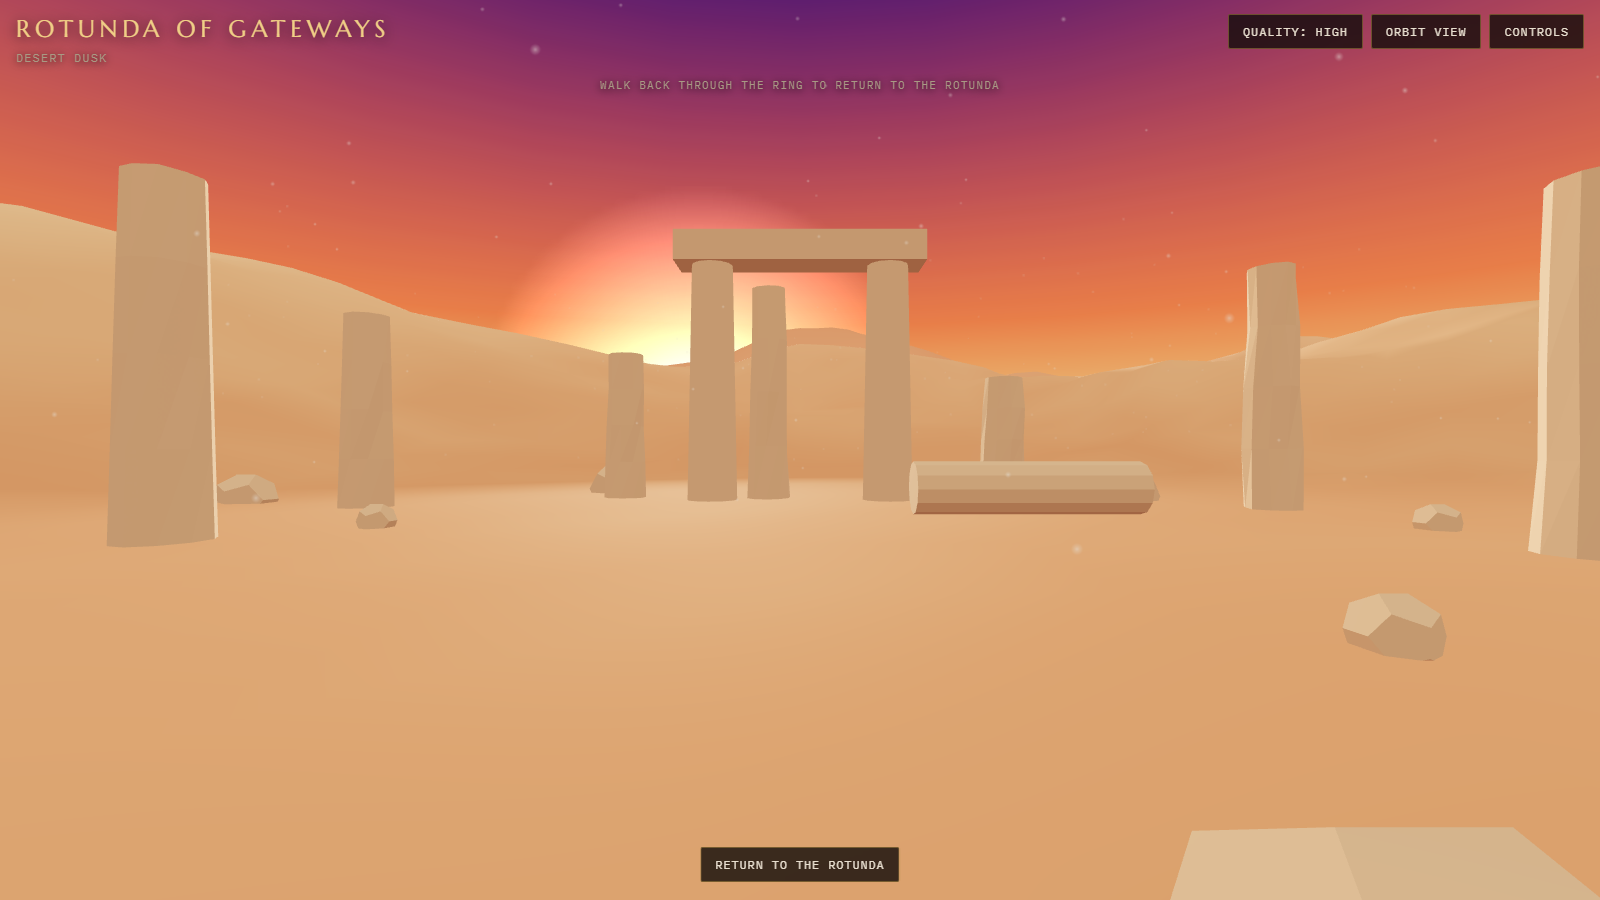 ROTUNDA OF GATEWAYS
DESERT DUSK
QUALITY: HIGH
ORBIT VIEW
CONTROLS
WALK BACK THROUGH THE RING TO RETURN TO THE ROTUNDA
RETURN TO THE ROTUNDA